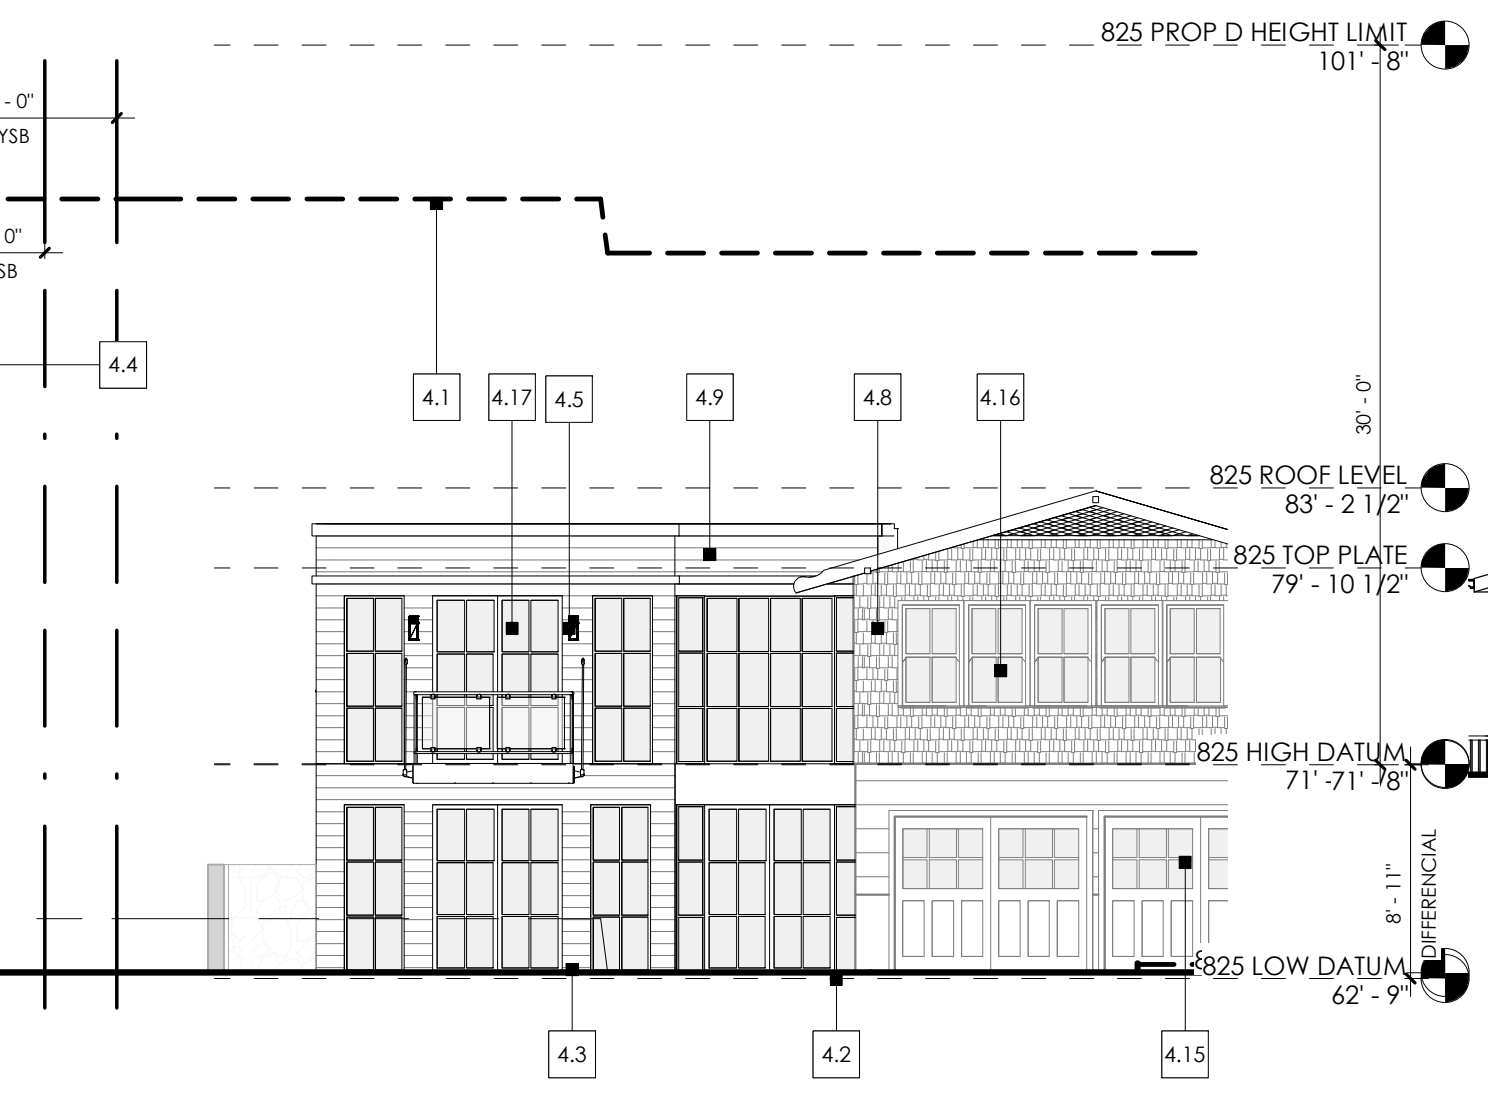 825 PROP D HEIGHT LIMIT
101' - 8"
- 0"
YSB
0"
SB
4.4
4.1
4.17
4.5
4.9
4.8
4.16
30' - 0"
825 ROOF LEVEL
83' - 2 1/2"
825 TOP PLATE
79' - 10 1/2"
825 HIGH DATUM
71' -71' - 8"
8' - 11"
DIFFERENCIAL
825 LOW DATUM
62' - 9"
4.3
4.2
4.15